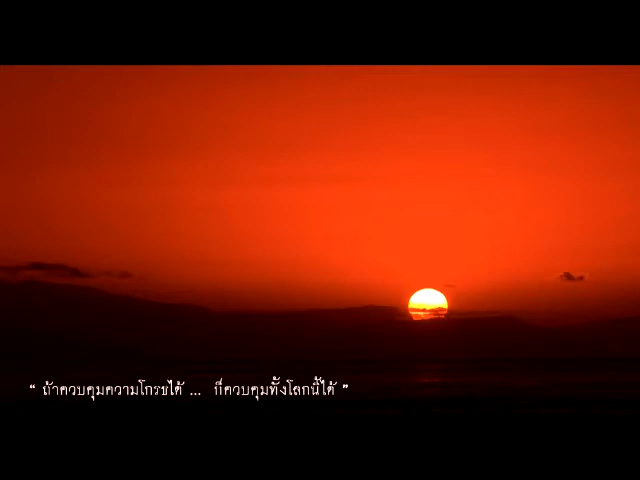 “ ถ้าควบคุมความโกรธได้ ... ก็ควบคุมทั้งโลกนี้ได้ ”